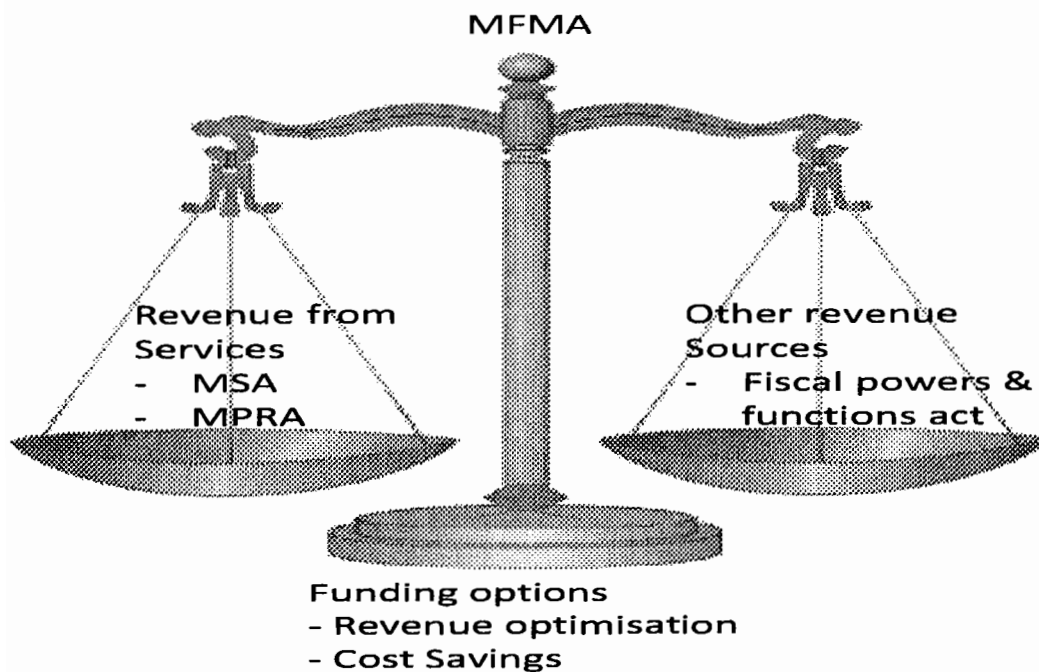 MFMA
Revenue from
Services
- MSA
- MPRA
Other revenue
Sources
- Fiscal powers &
functions act
Funding options
- Revenue optimisation
- Cost Savings